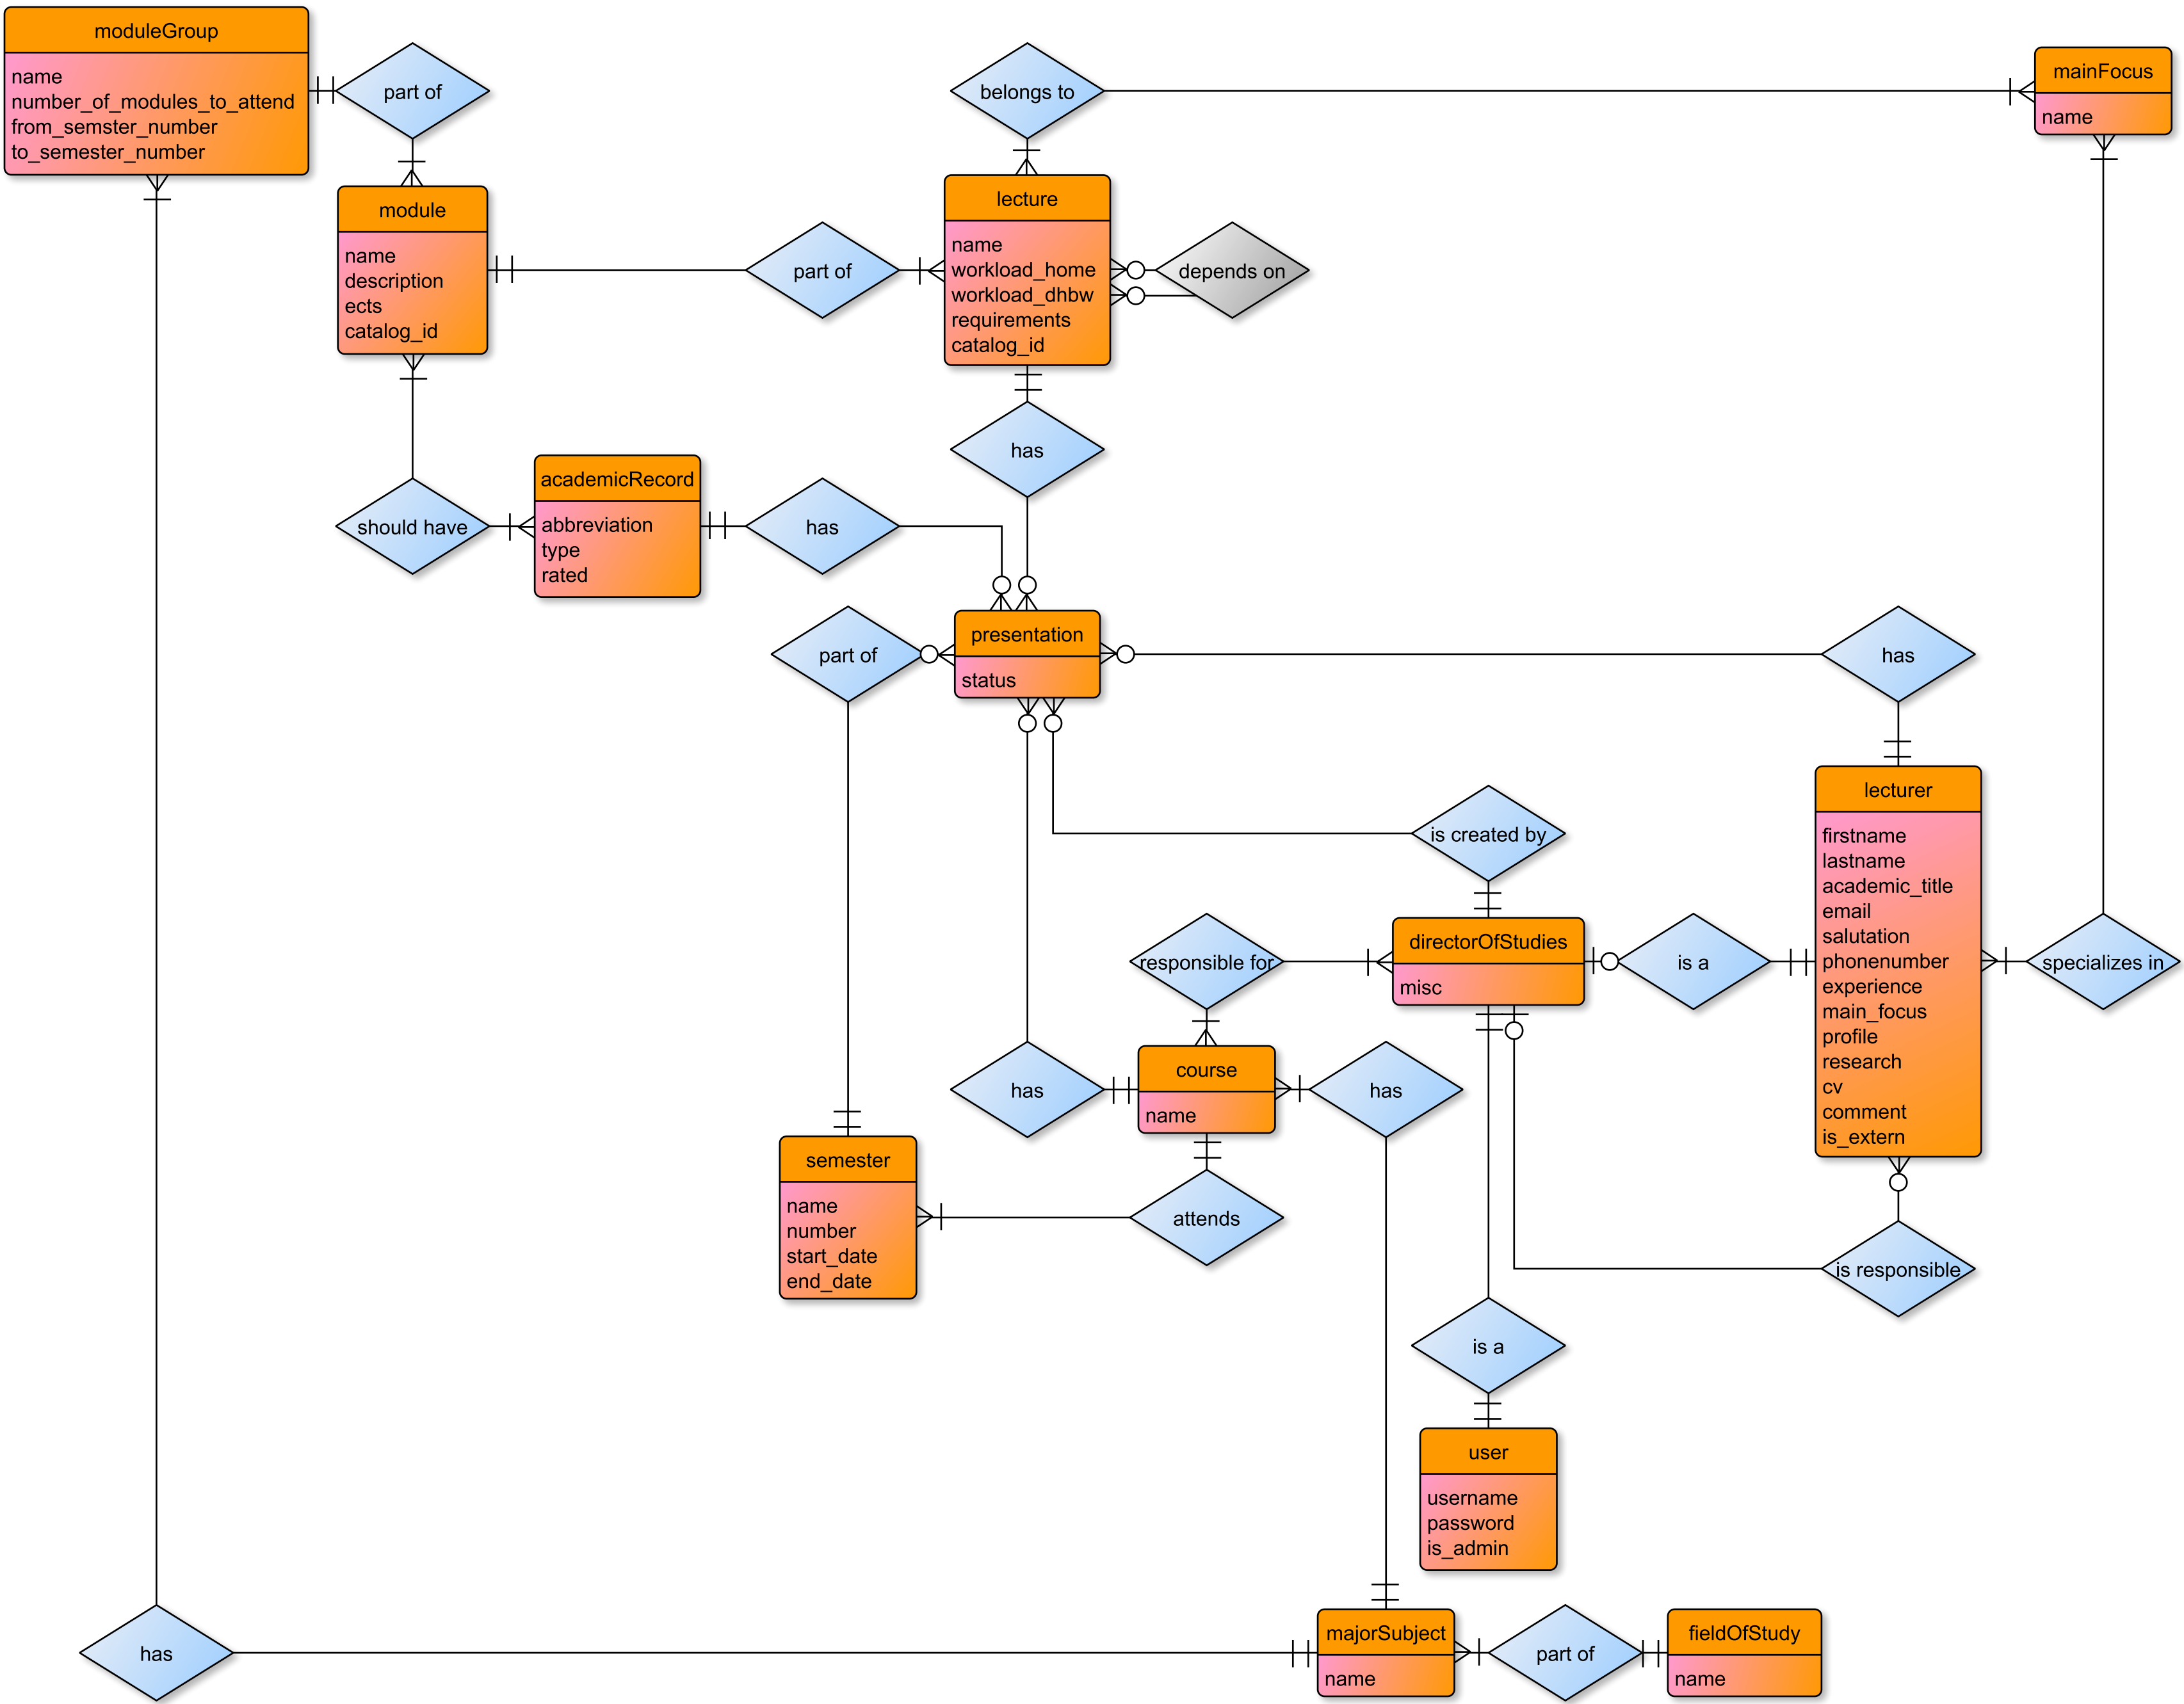 moduleGroup
name
number_of_modules_to_attend
from_semster_number
to_semester_number
part of
belongs to
mainFocus
name
module
name
description
ects
catalog_id
part of
lecture
name
workload_home
workload_dhbw
requirements
catalog_id
depends on
has
should have
academicRecord
abbreviation
type
rated
has
part of
presentation
status
has
is created by
lecturer
firstname
lastname
academic_title
email
salutation
phonenumber
experience
main_focus
profile
research
cv
comment
is_extern
responsible for
directorOfStudies
misc
is a
specializes in
has
course
name
has
semester
name
number
start_date
end_date
attends
is responsible
is a
user
username
password
is_admin
has
majorSubject
name
part of
fieldOfStudy
name